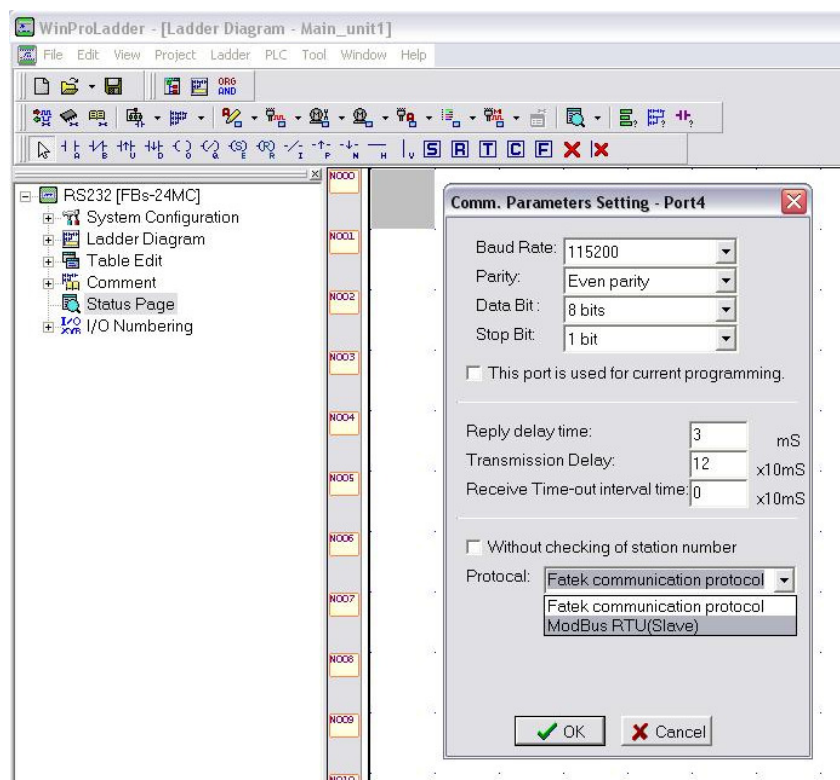 WinProLadder - [Ladder Diagram - Main_unit1]
File Edit View Project Ladder PLC Tool Window Help
ORG
AND
S R T C F
RS232 [FBs-24MC]
System Configuration
Ladder Diagram
Table Edit
Comment
Status Page
I/O Numbering
N000
N001
N002
N003
N004
N005
N006
N007
N008
N009
N010
Comm. Parameters Setting - Port4
Baud Rate: 115200
Parity: Even parity
Data Bit : 8 bits
Stop Bit: 1 bit
This port is used for current programming.
Reply delay time: 3 mS
Transmission Delay: 12 x10mS
Receive Time-out interval time: 0 x10mS
Without checking of station number
Protocal: Fatek communication protocol
Fatek communication protocol
ModBus RTU(Slave)
OK Cancel